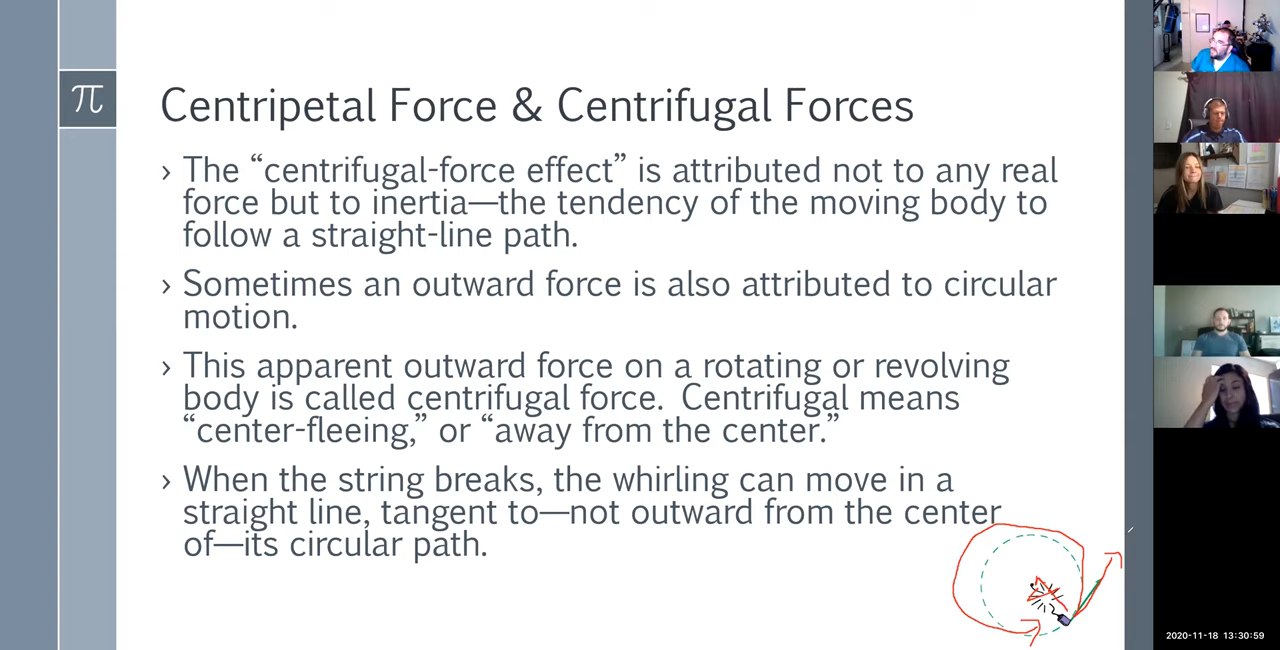 π
Centripetal Force & Centrifugal Forces
› The “centrifugal-force effect” is attributed not to any real
force but to inertia—the tendency of the moving body to
follow a straight-line path.
› Sometimes an outward force is also attributed to circular
motion.
› This apparent outward force on a rotating or revolving
body is called centrifugal force.  Centrifugal means
“center-fleeing,” or “away from the center.”
› When the string breaks, the whirling can move in a
straight line, tangent to—not outward from the center
of—its circular path.
2020-11-18 13:30:59